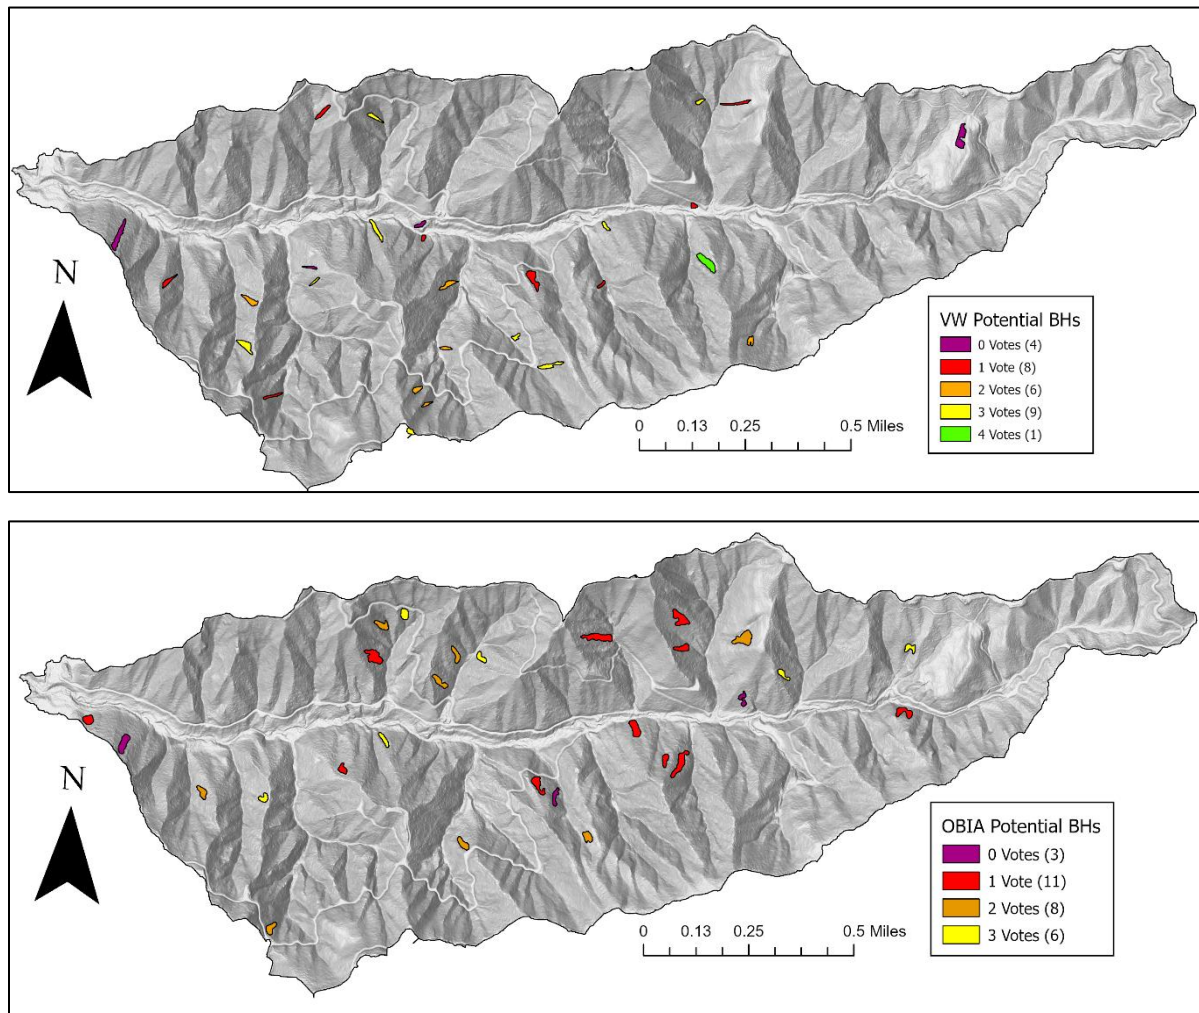 N
VW Potential BHs
0 Votes (4)
1 Vote (8)
2 Votes (6)
3 Votes (9)
4 Votes (1)
0 0.13 0.25 0.5 Miles
N
OBIA Potential BHs
0 Votes (3)
1 Vote (11)
2 Votes (8)
3 Votes (6)
0 0.13 0.25 0.5 Miles